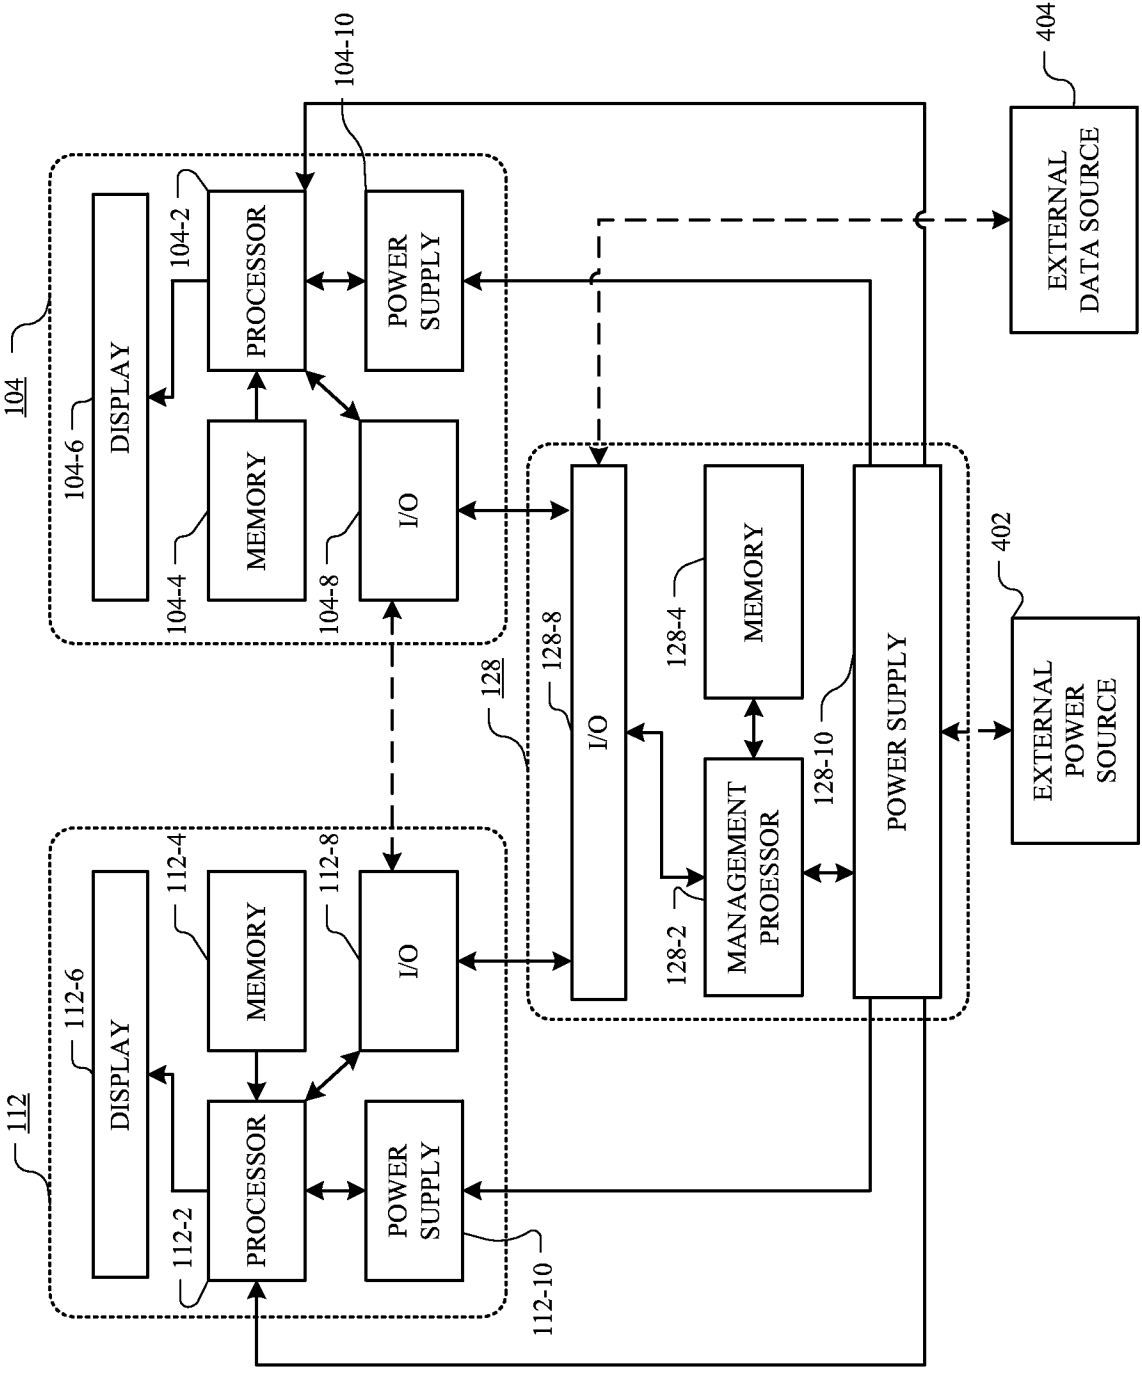 112
112-6
DISPLAY
112-2
PROCESSOR
112-4
MEMORY
112-10
POWER
SUPPLY
112-8
I/O
104
104-6
DISPLAY
104-4
MEMORY
104-2
PROCESSOR
104-8
I/O
104-10
POWER
SUPPLY
128
128-8
I/O
128-2
MANAGEMENT
PROESSOR
128-4
MEMORY
128-10
POWER SUPPLY
402
EXTERNAL
POWER
SOURCE
404
EXTERNAL
DATA SOURCE